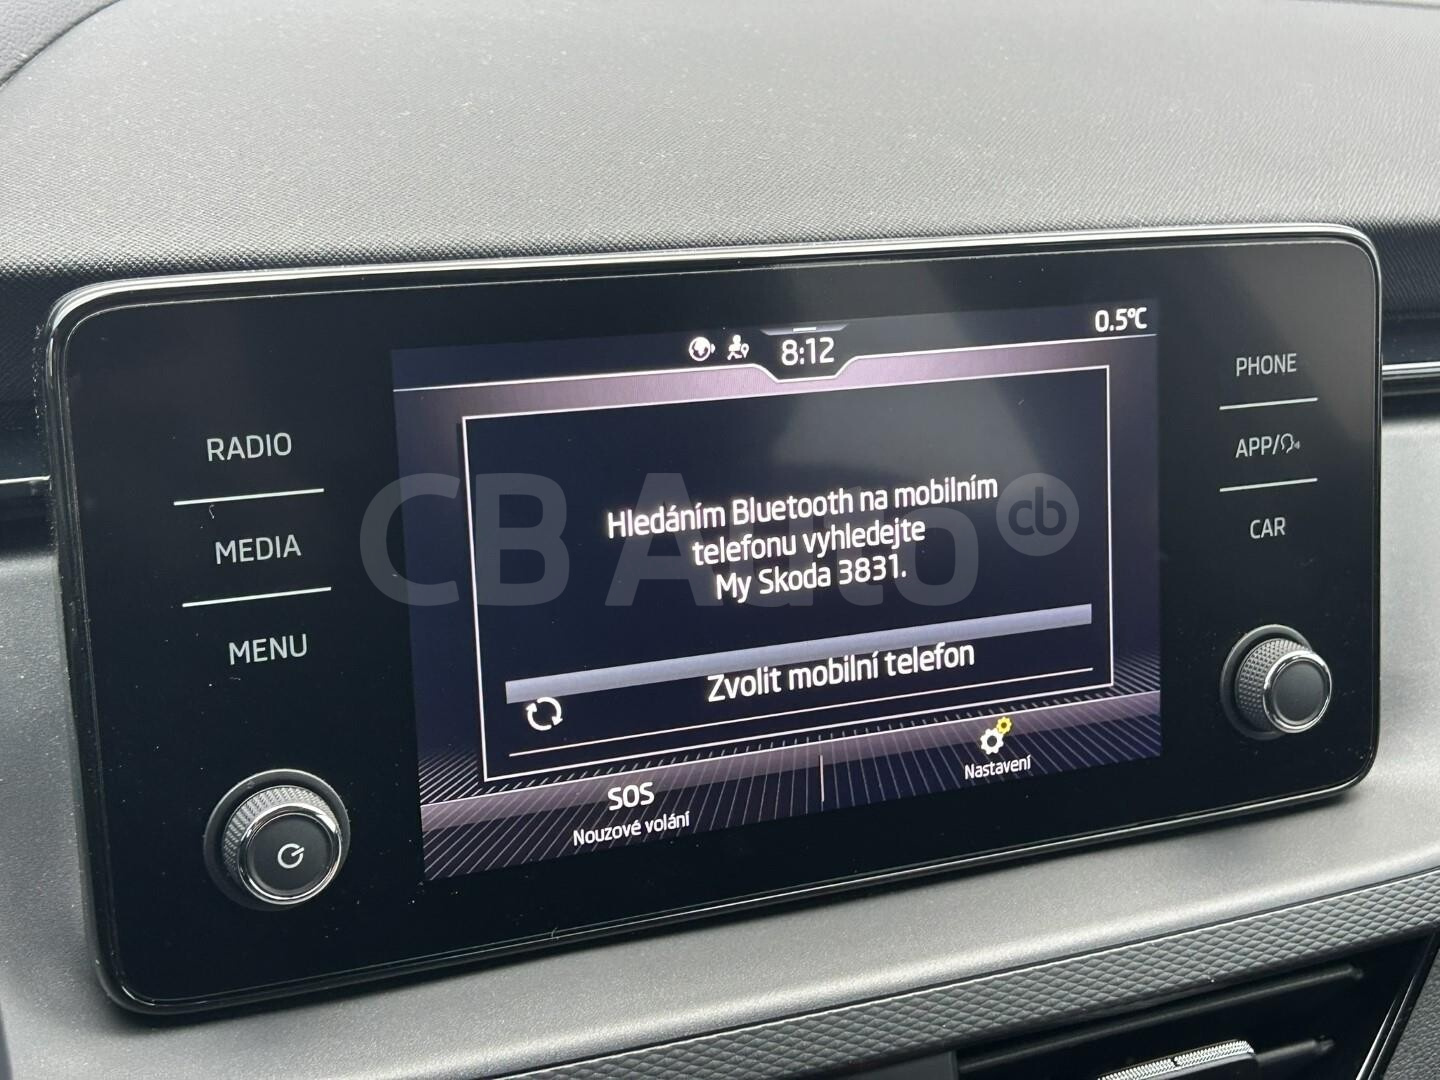 8:12
0.5°C
RADIO
MEDIA
MENU
PHONE
APP/
CAR
Hledáním Bluetooth na mobilním
telefonu vyhledejte
My Skoda 3831.
Zvolit mobilní telefon
SOS
Nouzové volání
Nastavení
CB Auto cb